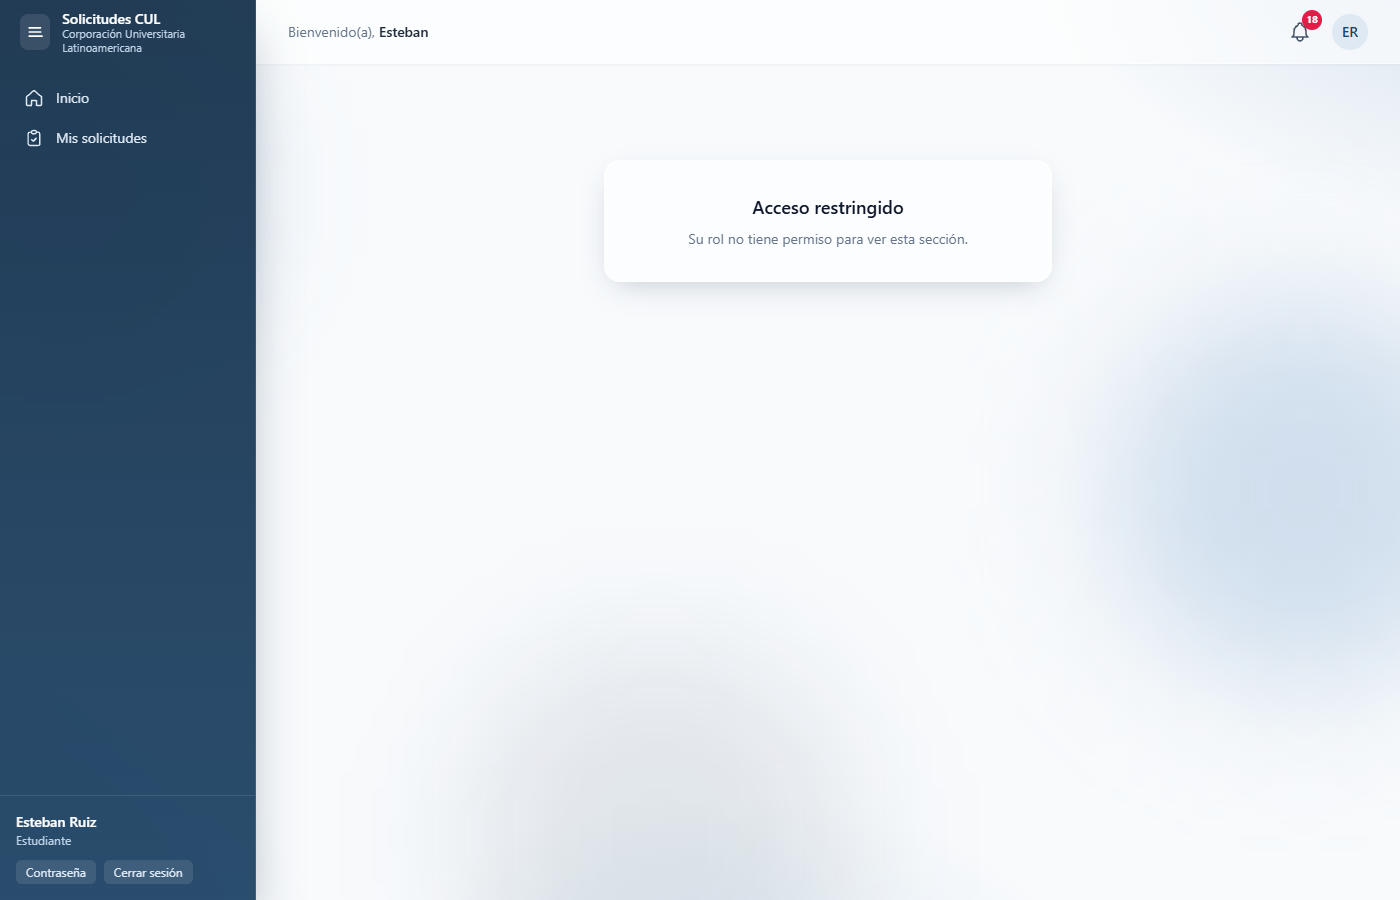 Solicitudes CUL
Corporación Universitaria
Latinoamericana
Inicio
Mis solicitudes
Esteban Ruiz
Estudiante
Contraseña
Cerrar sesión
Bienvenido(a), Esteban
18
ER
Acceso restringido
Su rol no tiene permiso para ver esta sección.